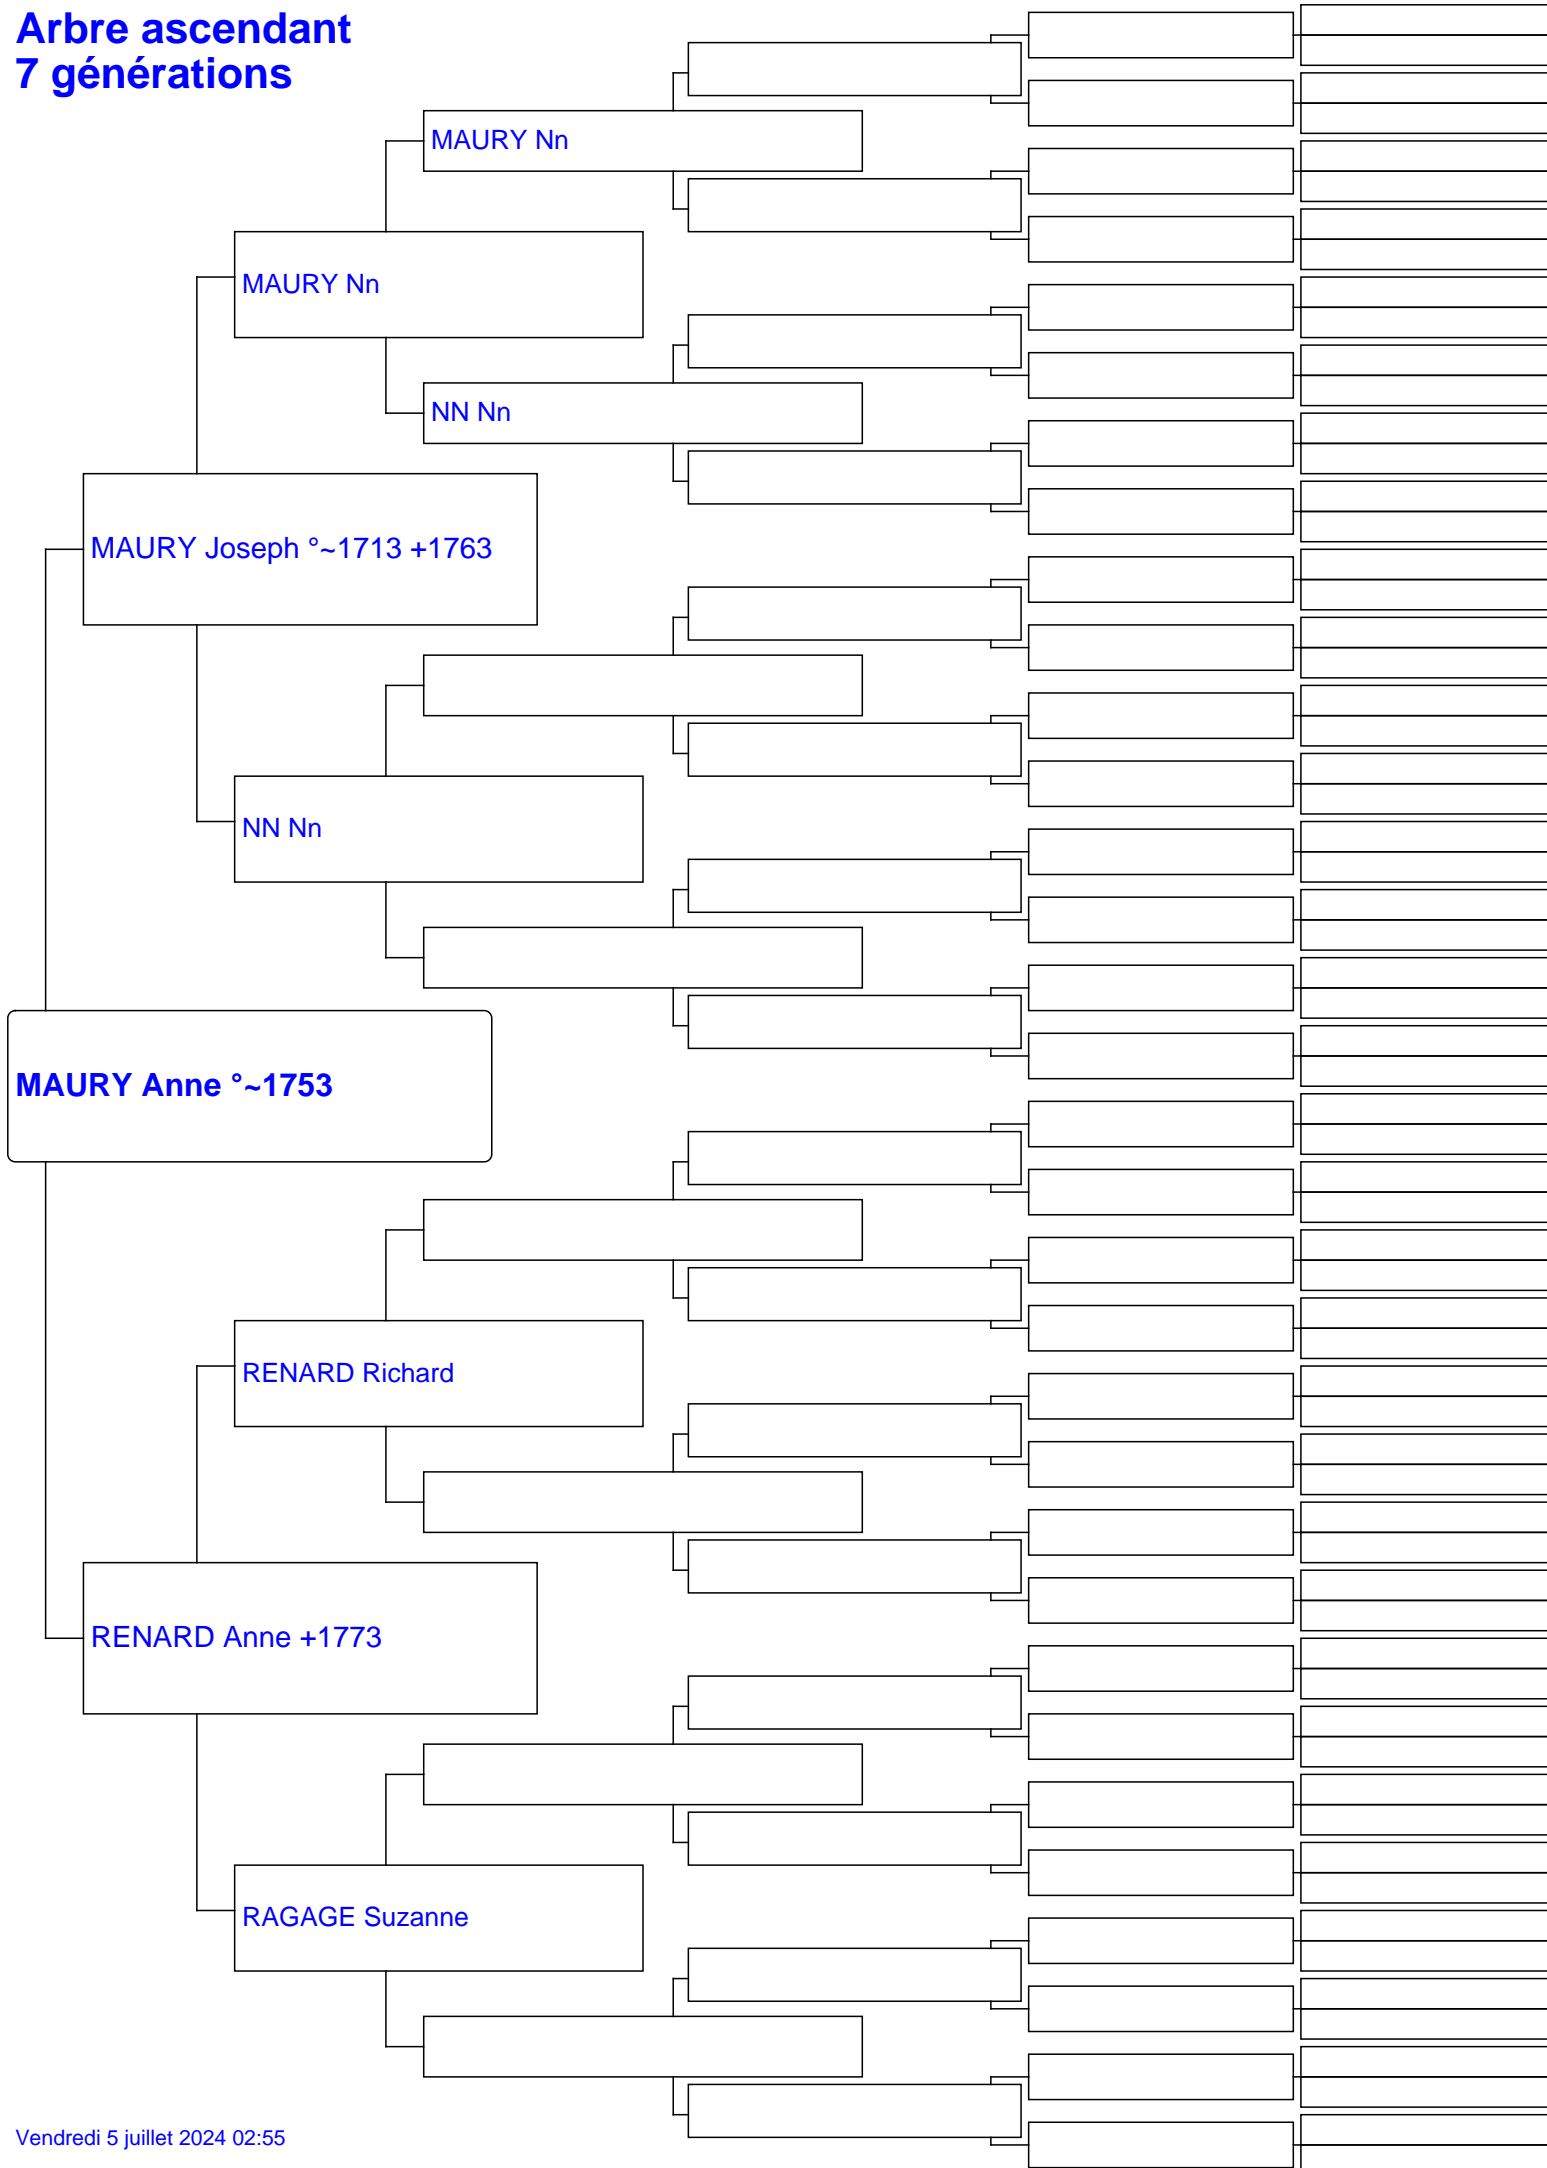 Arbre ascendant
7 générations
MAURY Nn
MAURY Nn
NN Nn
MAURY Joseph °~1713 +1763
NN Nn
MAURY Anne °~1753
RENARD Richard
RENARD Anne +1773
RAGAGE Suzanne
Vendredi 5 juillet 2024 02:55